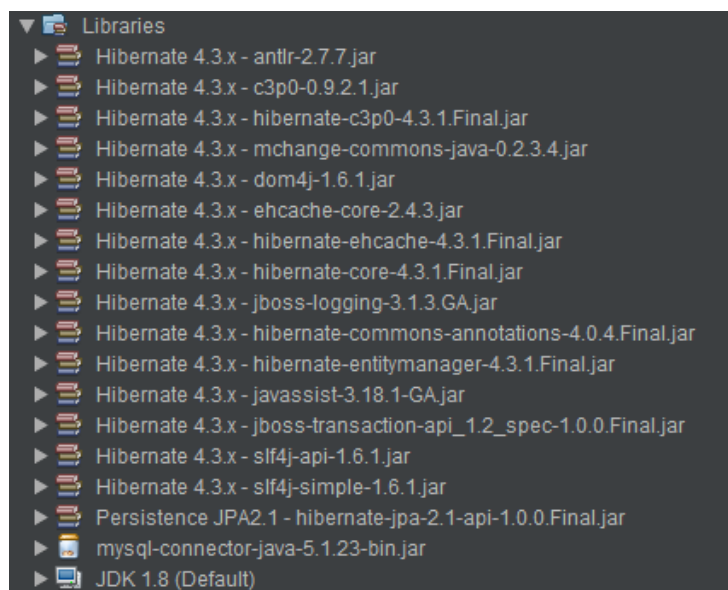 Libraries
Hibernate 4.3.x - antlr-2.7.7.jar
Hibernate 4.3.x - c3p0-0.9.2.1.jar
Hibernate 4.3.x - hibernate-c3p0-4.3.1.Final.jar
Hibernate 4.3.x - mchange-commons-java-0.2.3.4.jar
Hibernate 4.3.x - dom4j-1.6.1.jar
Hibernate 4.3.x - ehcache-core-2.4.3.jar
Hibernate 4.3.x - hibernate-ehcache-4.3.1.Final.jar
Hibernate 4.3.x - hibernate-core-4.3.1.Final.jar
Hibernate 4.3.x - jboss-logging-3.1.3.GA.jar
Hibernate 4.3.x - hibernate-commons-annotations-4.0.4.Final.jar
Hibernate 4.3.x - hibernate-entitymanager-4.3.1.Final.jar
Hibernate 4.3.x - javassist-3.18.1-GA.jar
Hibernate 4.3.x - jboss-transaction-api_1.2_spec-1.0.0.Final.jar
Hibernate 4.3.x - slf4j-api-1.6.1.jar
Hibernate 4.3.x - slf4j-simple-1.6.1.jar
Persistence JPA2.1 - hibernate-jpa-2.1-api-1.0.0.Final.jar
mysql-connector-java-5.1.23-bin.jar
JDK 1.8 (Default)